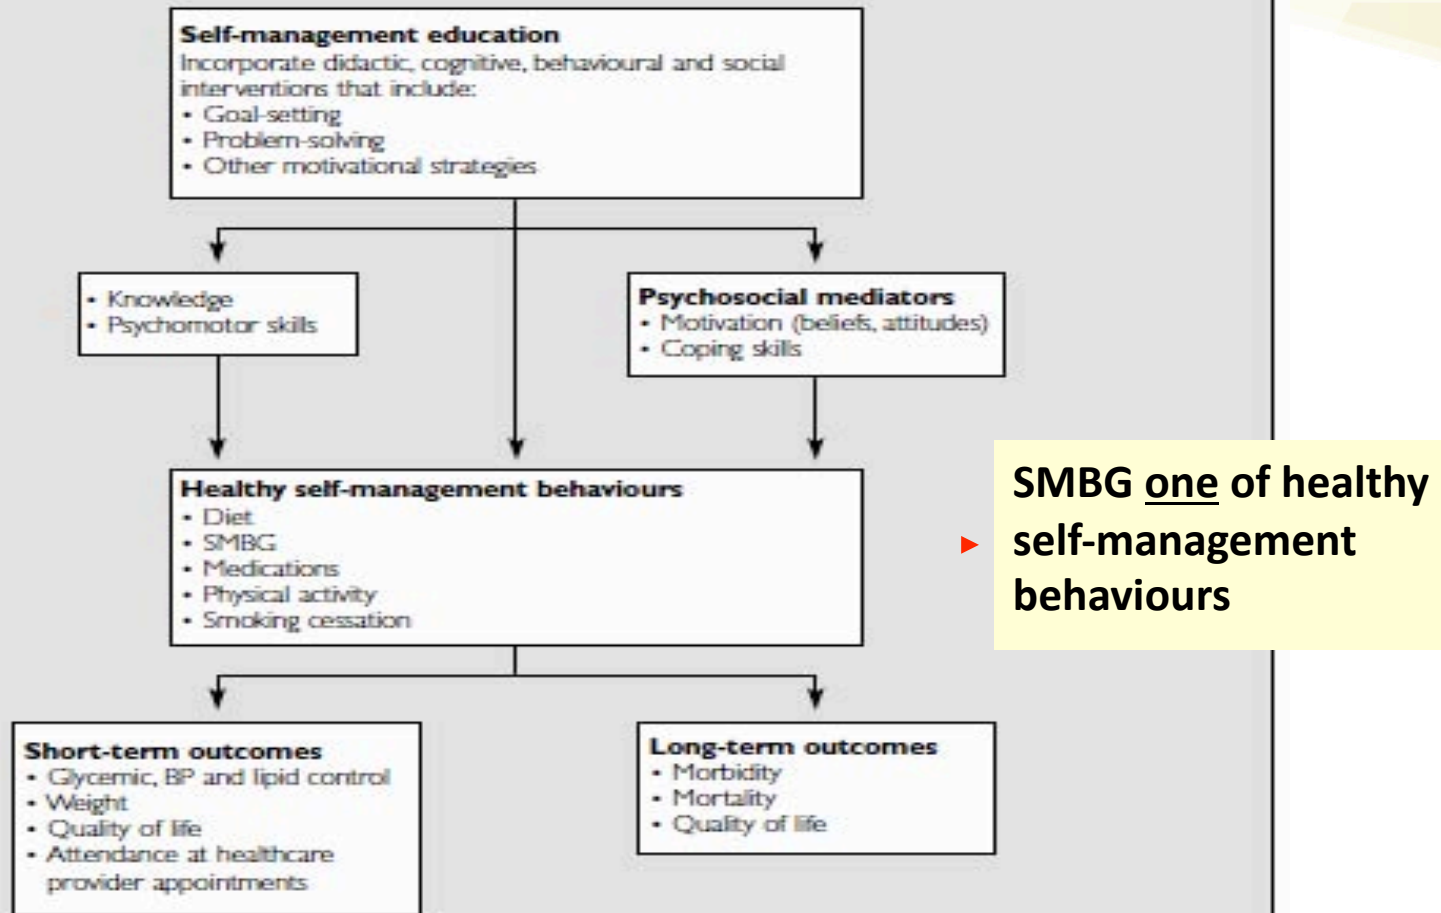 Self-management education
Incorporate didactic, cognitive, behavioural and social
interventions that include:
• Goal-setting
• Problem-solving
• Other motivational strategies
• Knowledge
• Psychomotor skills
Psychosocial mediators
• Motivation (beliefs, attitudes)
• Coping skills
Healthy self-management behaviours
• Diet
• SMBG
• Medications
• Physical activity
• Smoking cessation
SMBG one of healthy
self-management
behaviours
Short-term outcomes
• Glycemic, BP and lipid control
• Weight
• Quality of life
• Attendance at healthcare
provider appointments
Long-term outcomes
• Morbidity
• Mortality
• Quality of life